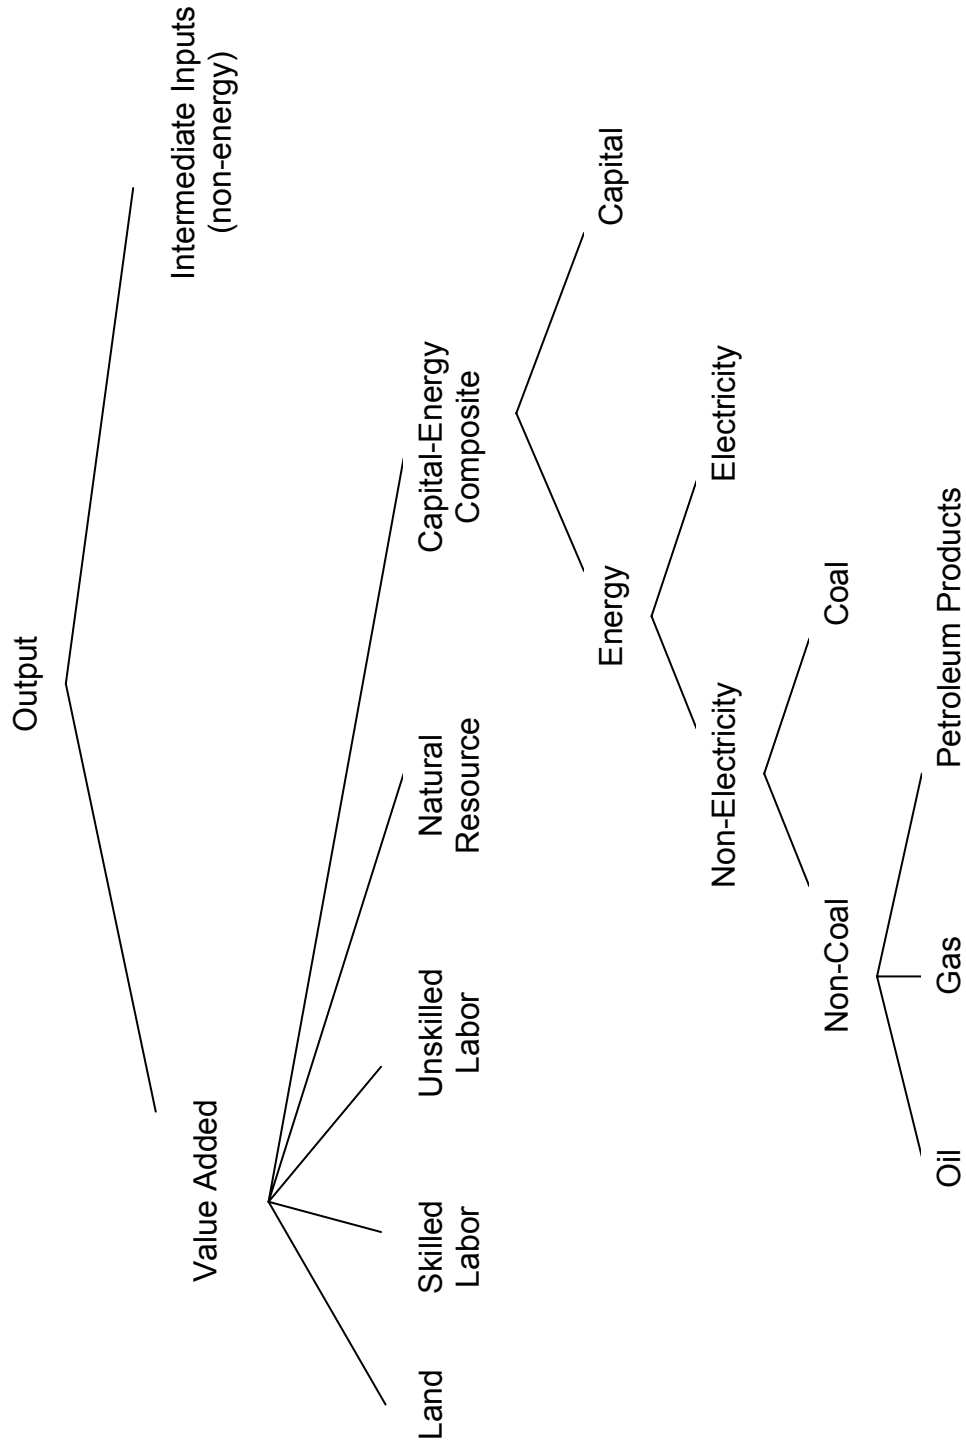 Output
Value Added
Intermediate Inputs
(non-energy)
Land
Skilled
Labor
Unskilled
Labor
Natural
Resource
Capital-Energy
Composite
Energy
Capital
Non-Electricity
Electricity
Non-Coal
Coal
Oil
Gas
Petroleum Products